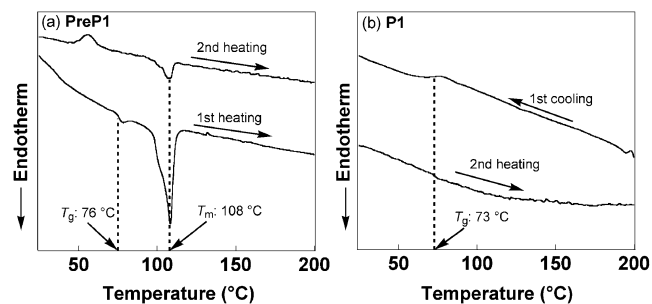 (a) PreP1
2nd heating
1st heating
Tg: 76 °C
Tm: 108 °C
Endotherm
50 100 150 200
Temperature (°C)
(b) P1
1st cooling
2nd heating
Tg: 73 °C
Endotherm
50 100 150 200
Temperature (°C)